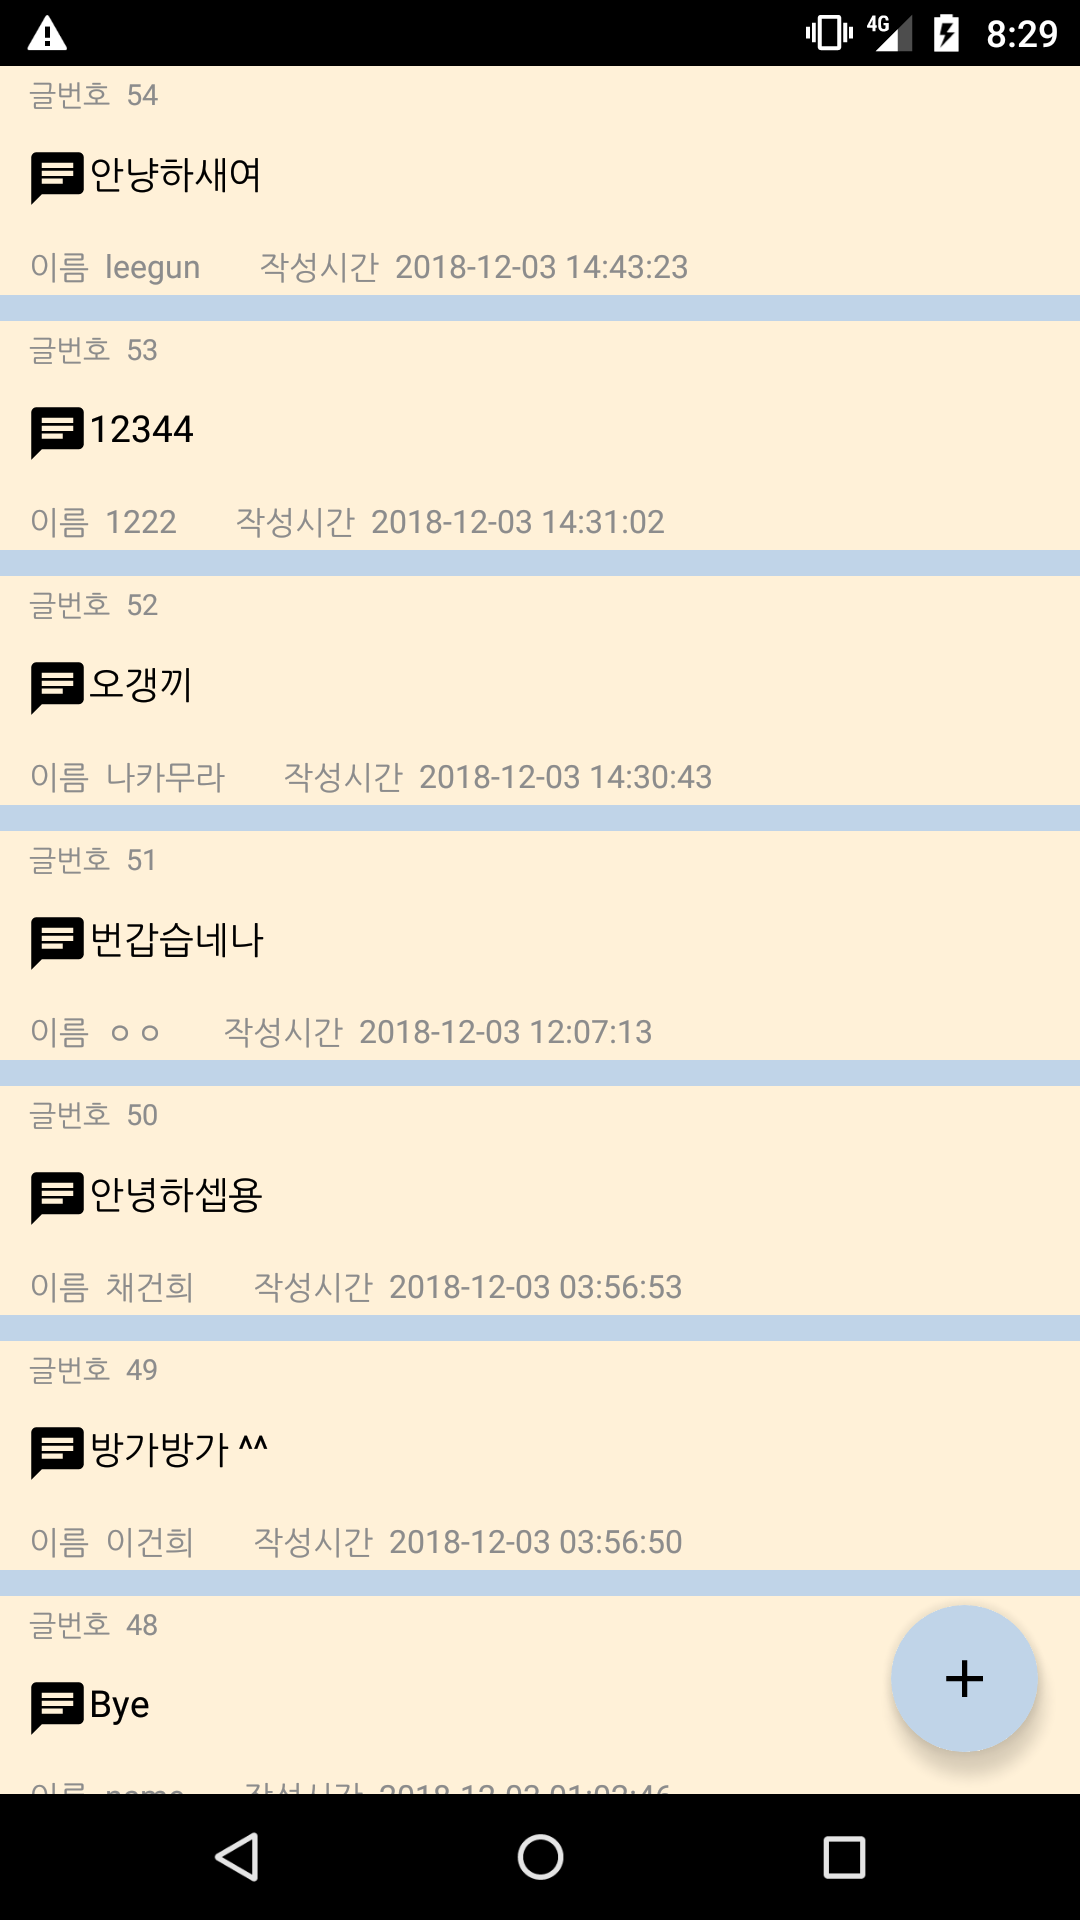 4G 8:29
글번호 54
안냥하새여
이름 leegun 작성시간 2018-12-03 14:43:23
글번호 53
12344
이름 1222 작성시간 2018-12-03 14:31:02
글번호 52
오갱끼
이름 나카무라 작성시간 2018-12-03 14:30:43
글번호 51
번갑습네나
이름 ㅇㅇ 작성시간 2018-12-03 12:07:13
글번호 50
안녕하셉용
이름 채건희 작성시간 2018-12-03 03:56:53
글번호 49
방가방가 ^^
이름 이건희 작성시간 2018-12-03 03:56:50
글번호 48
Bye
이름 name 작성시간